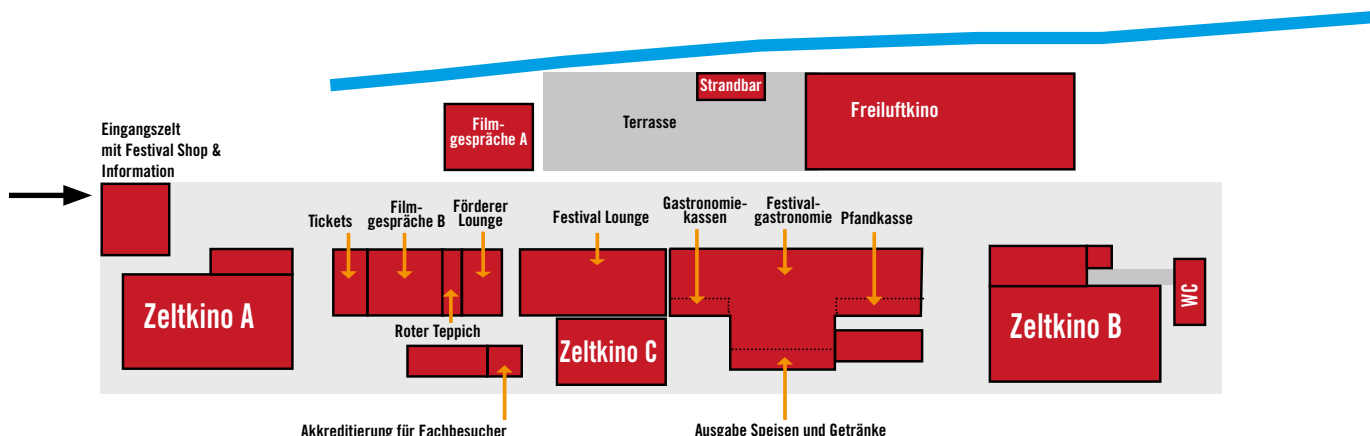 Strandbar
Freiluftkino
Terrasse
Film-
gespräche A
Eingangszelt
mit Festival Shop &
Information
Tickets
Film-
gespräche B
Förderer
Lounge
Festival Lounge
Gastronomie-
kassen
Festival-
gastronomie
Pfandkasse
Zeltkino A
Roter Teppich
Zeltkino C
Zeltkino B
WC
Akkreditierung für Fachbesucher
Ausgabe Speisen und Getränke